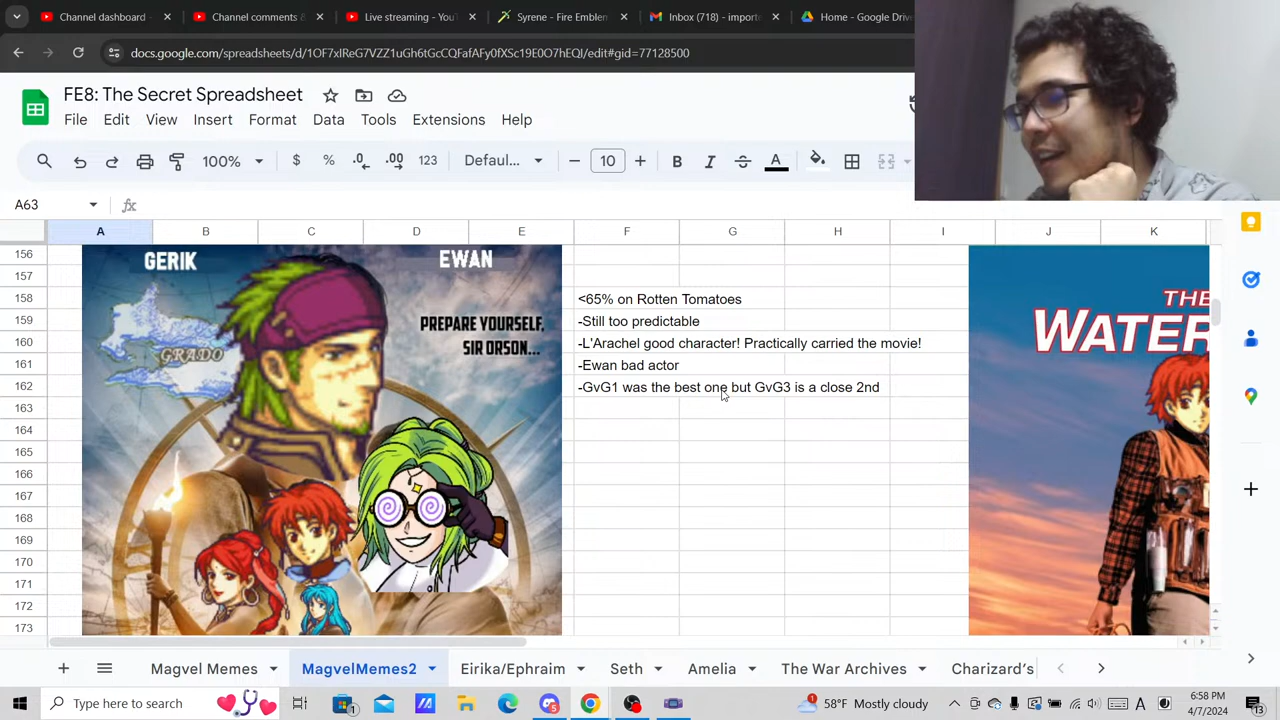 Channel dashboard
Channel comments &
Live streaming - You
Syrene - Fire Emblem
Inbox (718) - import
Home - Google Driv
docs.google.com/spreadsheets/d/1OF7xlReG7VZZ1uGh6tGcCQFafAFy0fXSc19E0O7hEQI/edit#gid=77128500
FE8: The Secret Spreadsheet
File Edit View Insert Format Data Tools Extensions Help
100% $ % .0 .00 123 Defaul... 10 B I S A
A63 fx
A B C D E F G H I J K
156 GERIK EWAN
157
158 <65% on Rotten Tomatoes THE
159 -Still too predictable PREPARE YOURSELF, WATER
160 -L'Arachel good character! Practically carried the movie! SIR ORSON...
GRADO
161 -Ewan bad actor
162 -GvG1 was the best one but GvG3 is a close 2nd
163
164
165
166
167
168
169
170
171
172
173
Magvel Memes MagvelMemes2 Eirika/Ephraim Seth Amelia The War Archives Charizard's
Type here to search 58°F Mostly cloudy 6:58 PM
4/7/2024